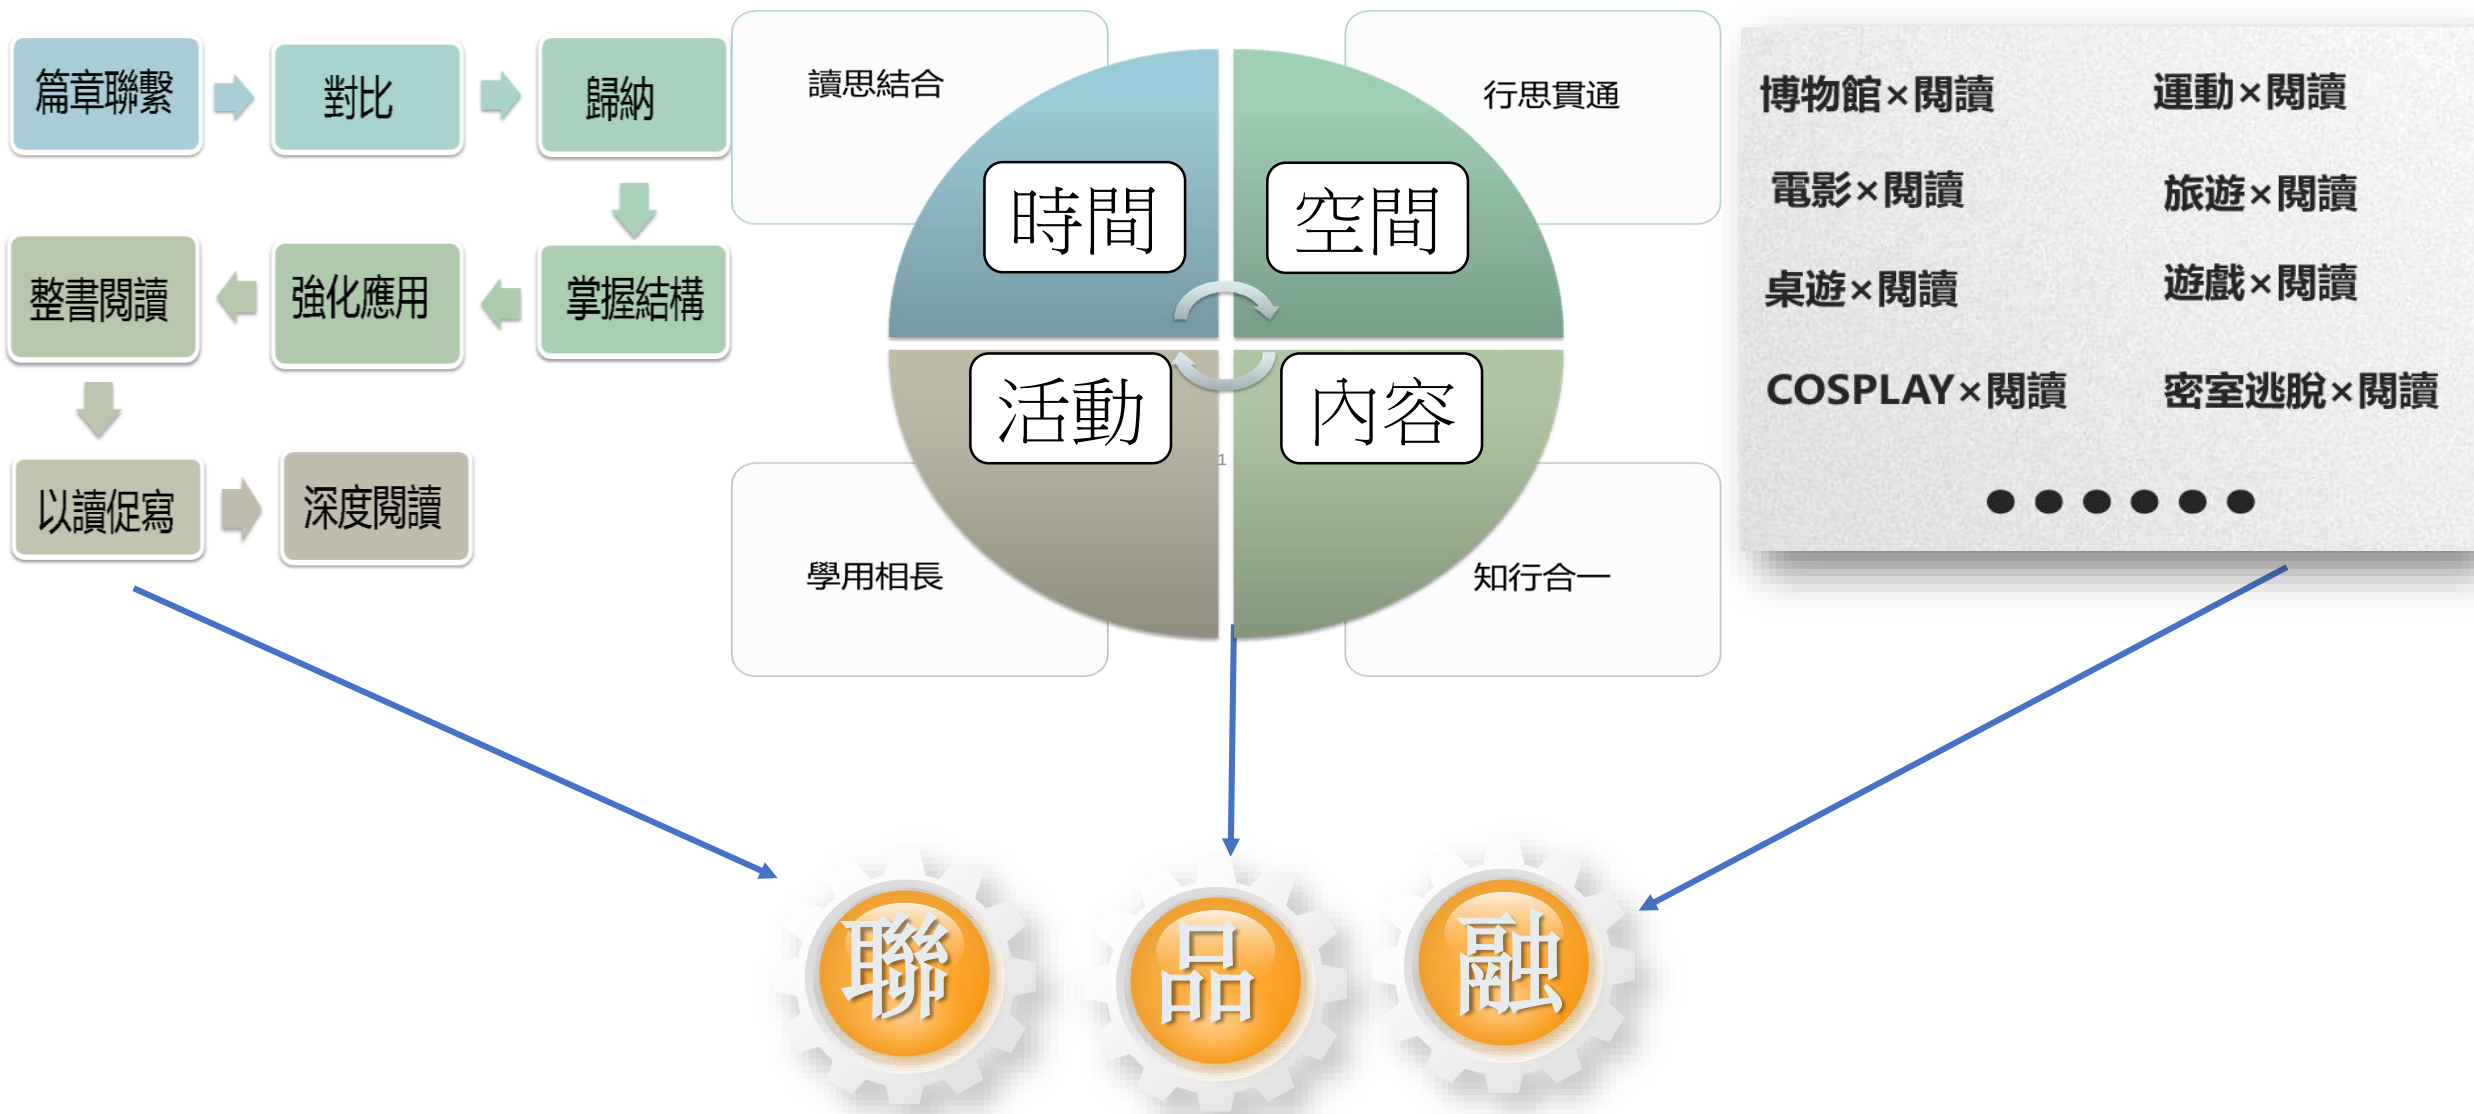 篇章聯繫
對比
歸納
掌握結構
強化應用
整書閱讀
以讀促寫
深度閱讀
讀思結合
行思貫通
時間
空間
活動
內容
1
學用相長
知行合一
博物館×閱讀
運動×閱讀
電影×閱讀
旅遊×閱讀
桌遊×閱讀
遊戲×閱讀
COSPLAY×閱讀
密室逃脫×閱讀
••••••
聯
品
融